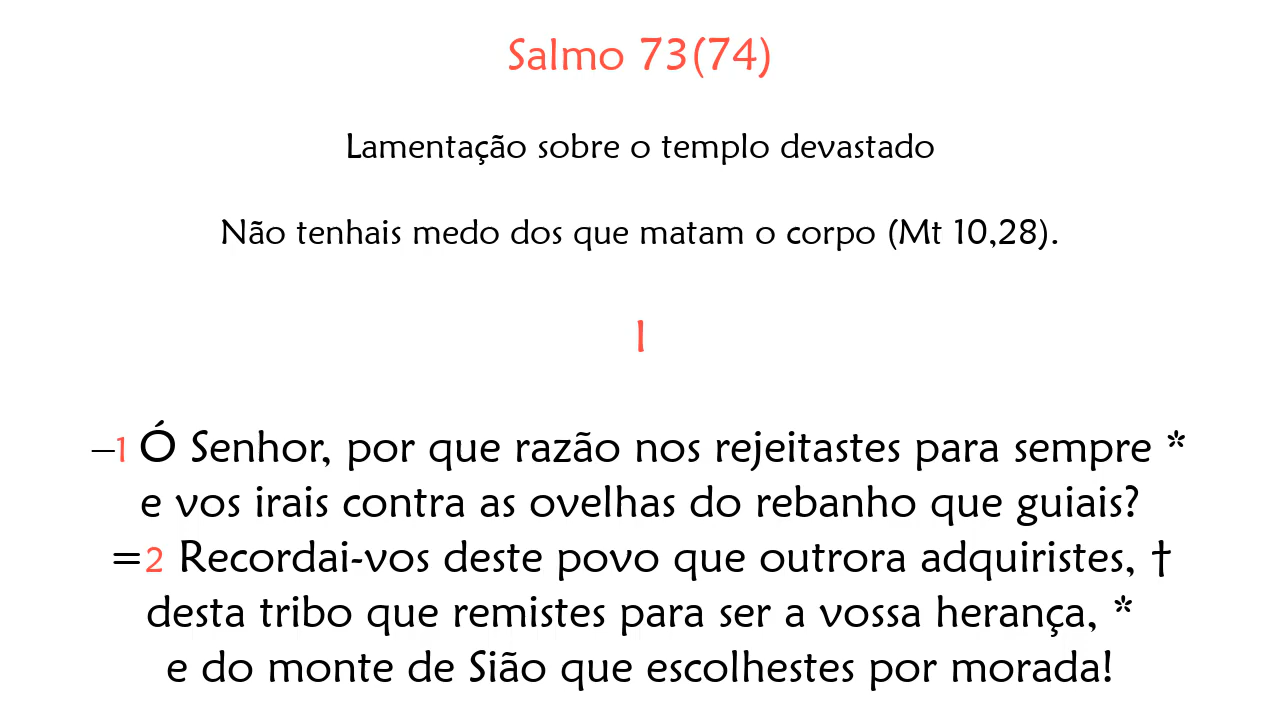 Salmo 73(74)
Lamentação sobre o templo devastado
Não tenhais medo dos que matam o corpo (Mt 10,28).
I
–1 Ó Senhor, por que razão nos rejeitastes para sempre *
e vos irais contra as ovelhas do rebanho que guiais?
=2 Recordai-vos deste povo que outrora adquiristes, †
desta tribo que remistes para ser a vossa herança, *
e do monte de Sião que escolhestes por morada!